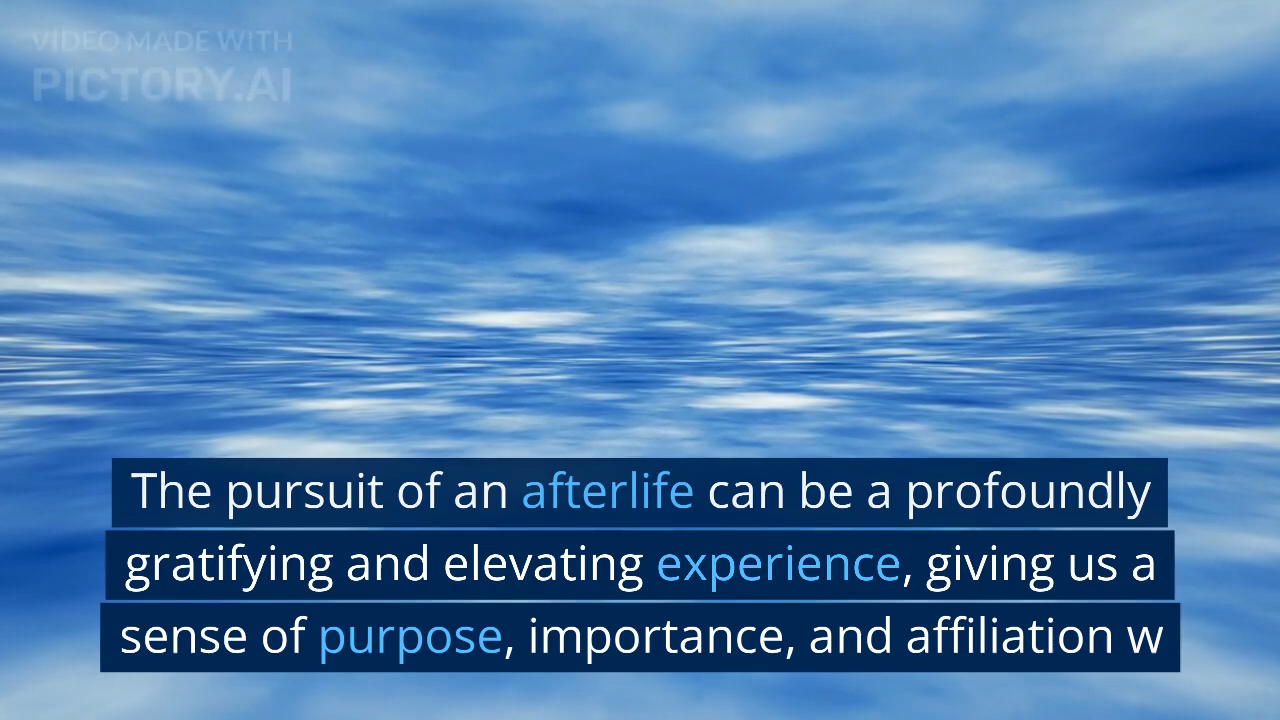 VIDEO MADE WITH
PICTORY.AI
The pursuit of an afterlife can be a profoundly
gratifying and elevating experience, giving us a
sense of purpose, importance, and affiliation w